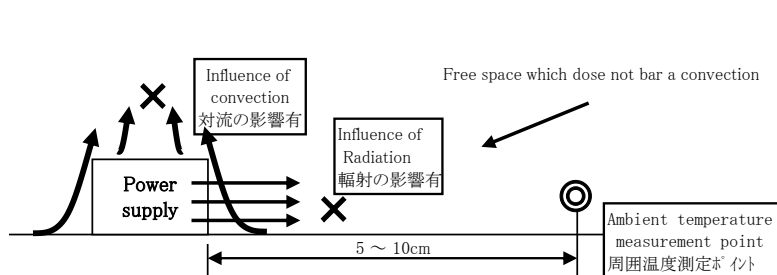 Influence of
convection
対流の影響有
Free space which dose not bar a convection
Influence of
Radiation
輻射の影響有
Power
supply
Ambient temperature
measurement point
周囲温度測定ﾎﾟｲﾝﾄ
5 ～ 10cm